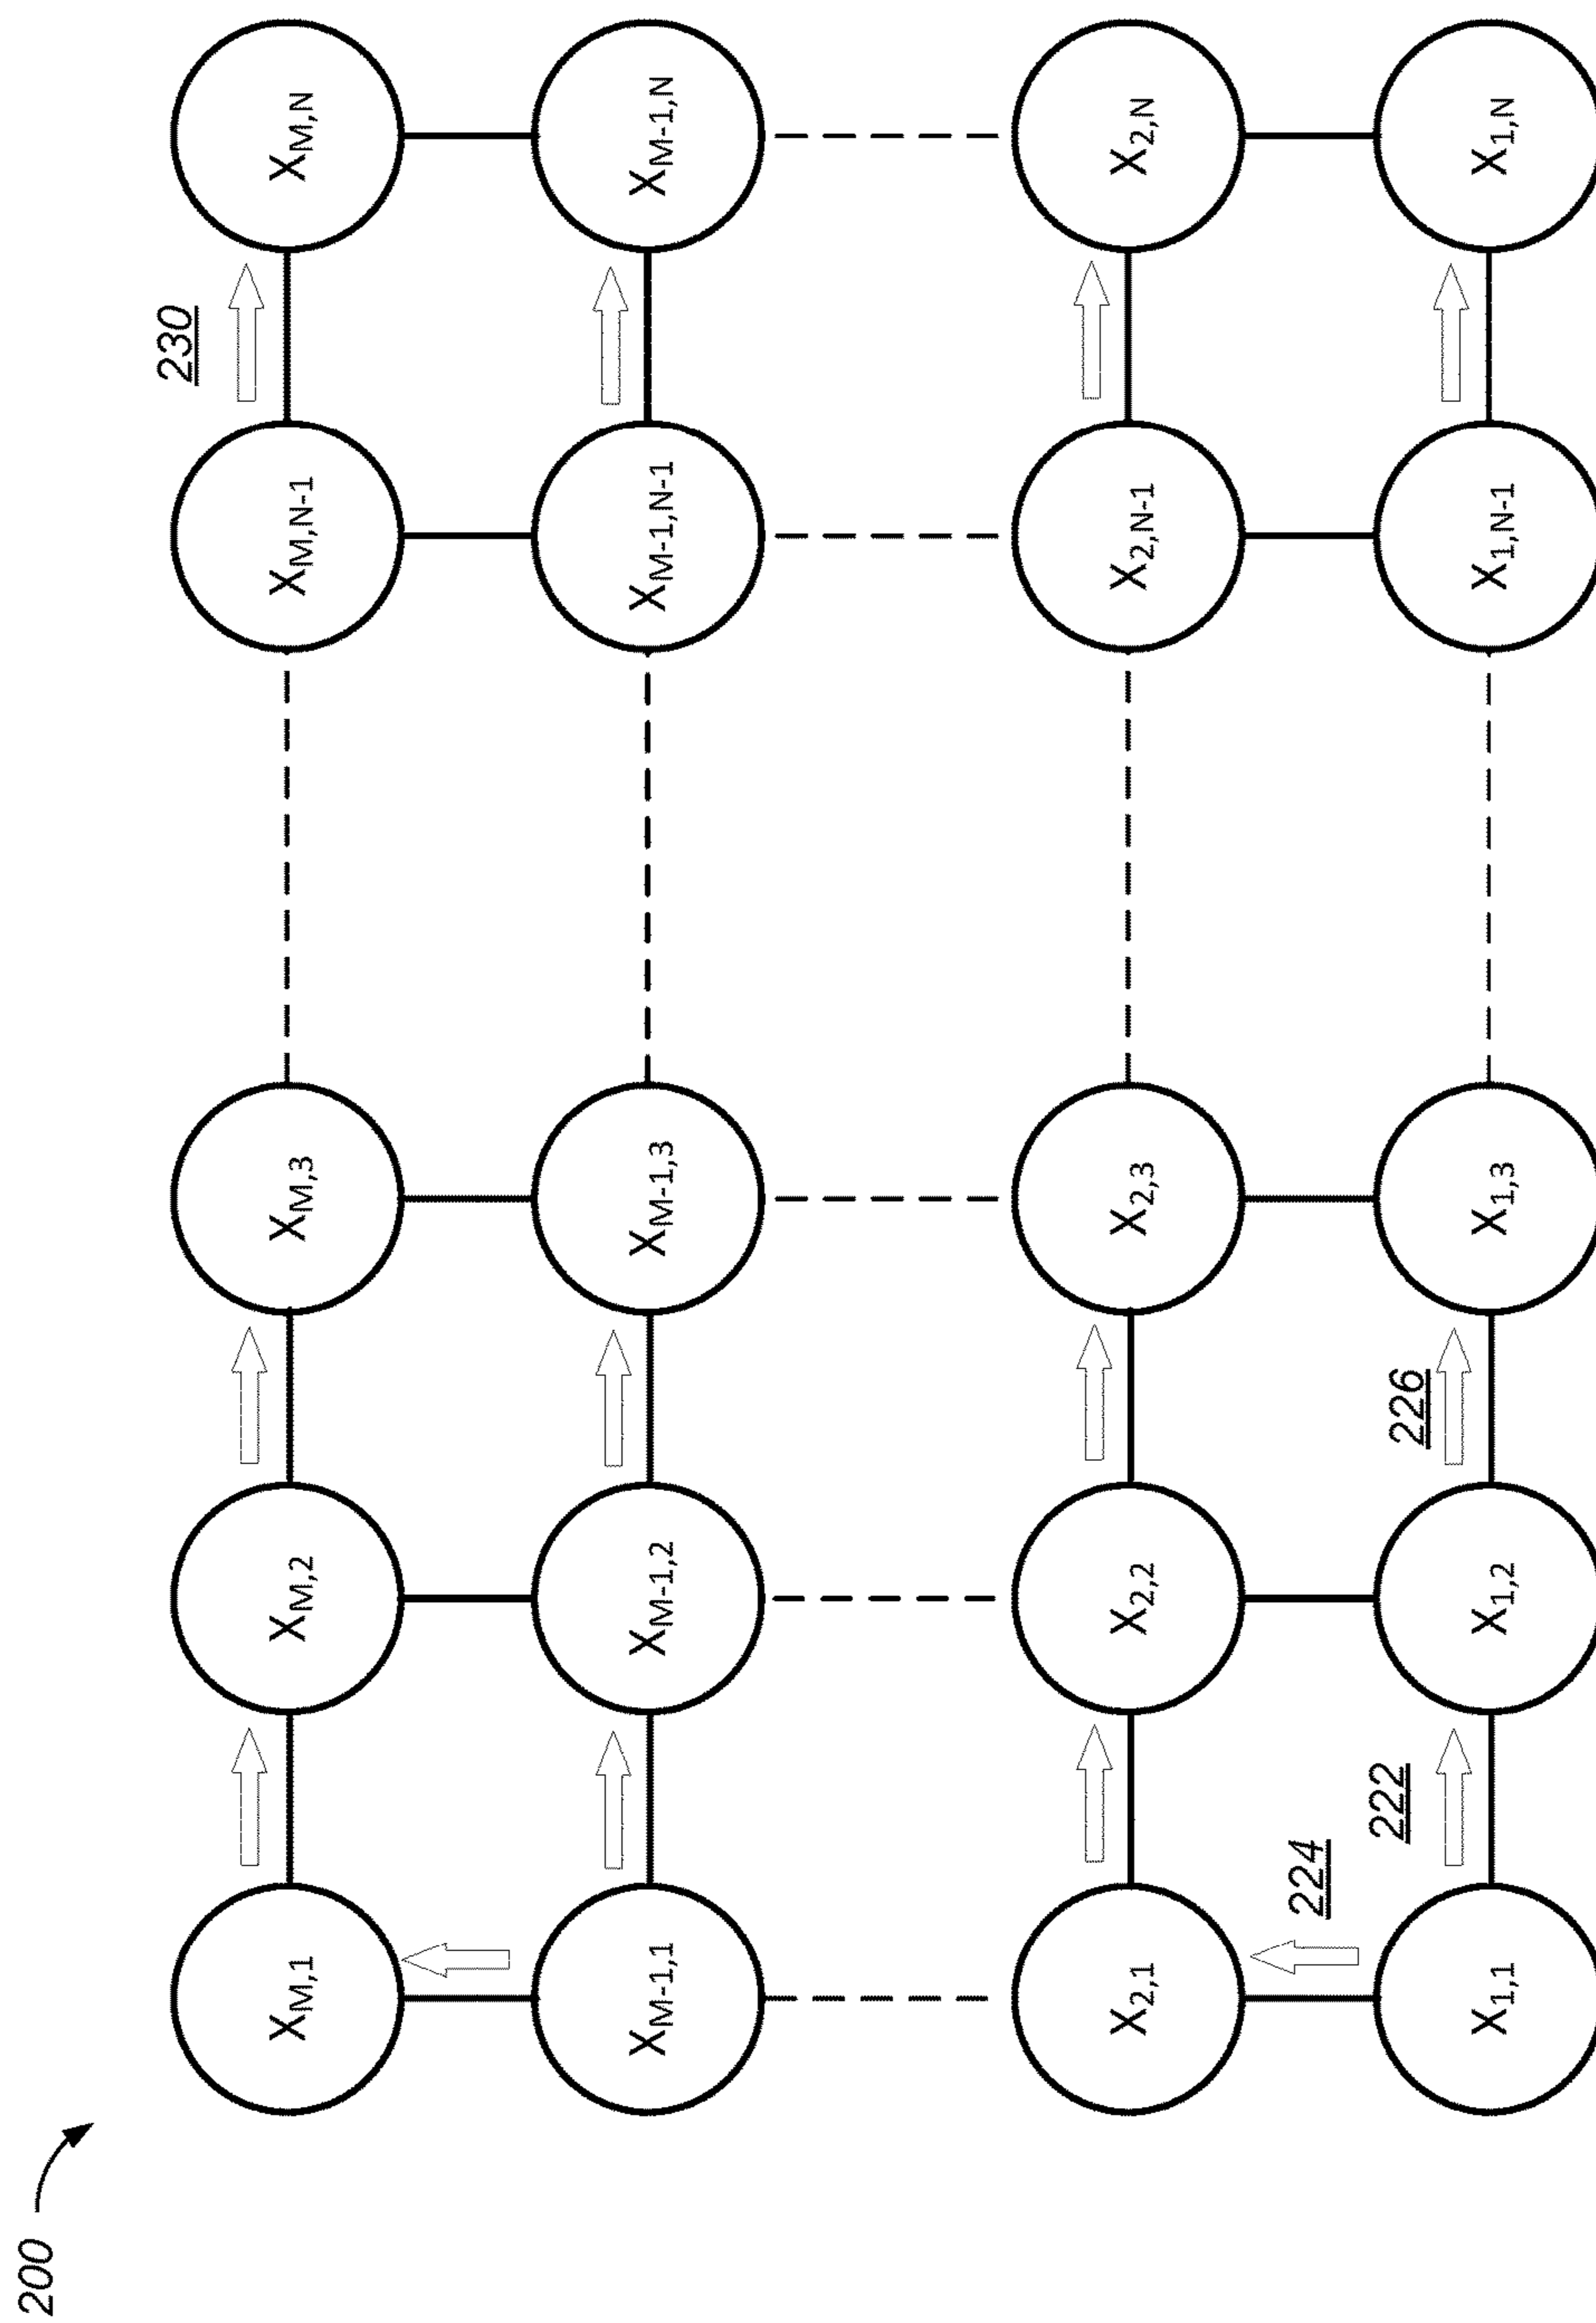 200
230
X_M,1 X_M,2 X_M,3 X_M,N-1 X_M,N
X_M-1,1 X_M-1,2 X_M-1,3 X_M-1,N-1 X_M-1,N
X_2,1 X_2,2 X_2,3 X_2,N-1 X_2,N
224
222 226
X_1,1 X_1,2 X_1,3 X_1,N-1 X_1,N